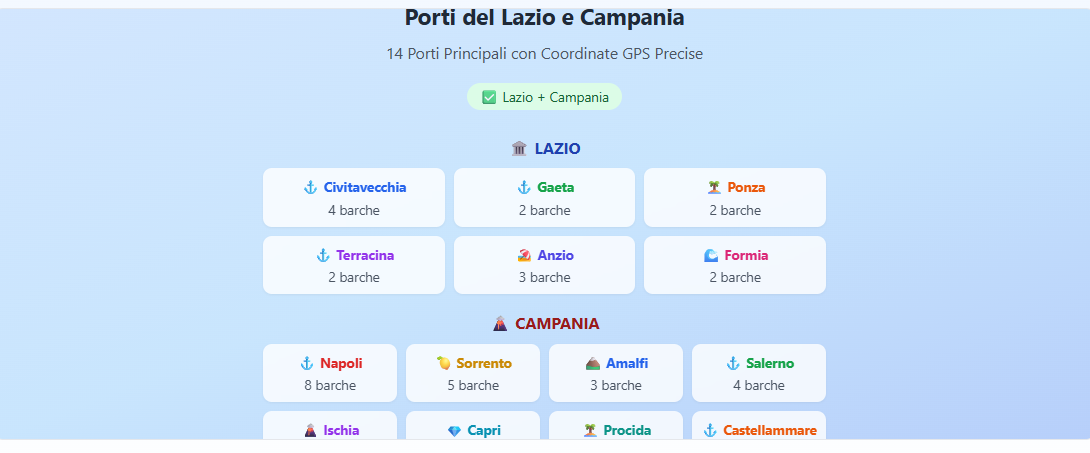 Porti del Lazio e Campania
14 Porti Principali con Coordinate GPS Precise
✅ Lazio + Campania
🏛️ LAZIO
⚓ Civitavecchia
4 barche
⚓ Gaeta
2 barche
🏝️ Ponza
2 barche
⚓ Terracina
2 barche
🏖️ Anzio
3 barche
🌊 Formia
2 barche
🌋 CAMPANIA
⚓ Napoli
8 barche
🍋 Sorrento
5 barche
⛰️ Amalfi
3 barche
⚓ Salerno
4 barche
🌋 Ischia
💎 Capri
🏝️ Procida
⚓ Castellammare